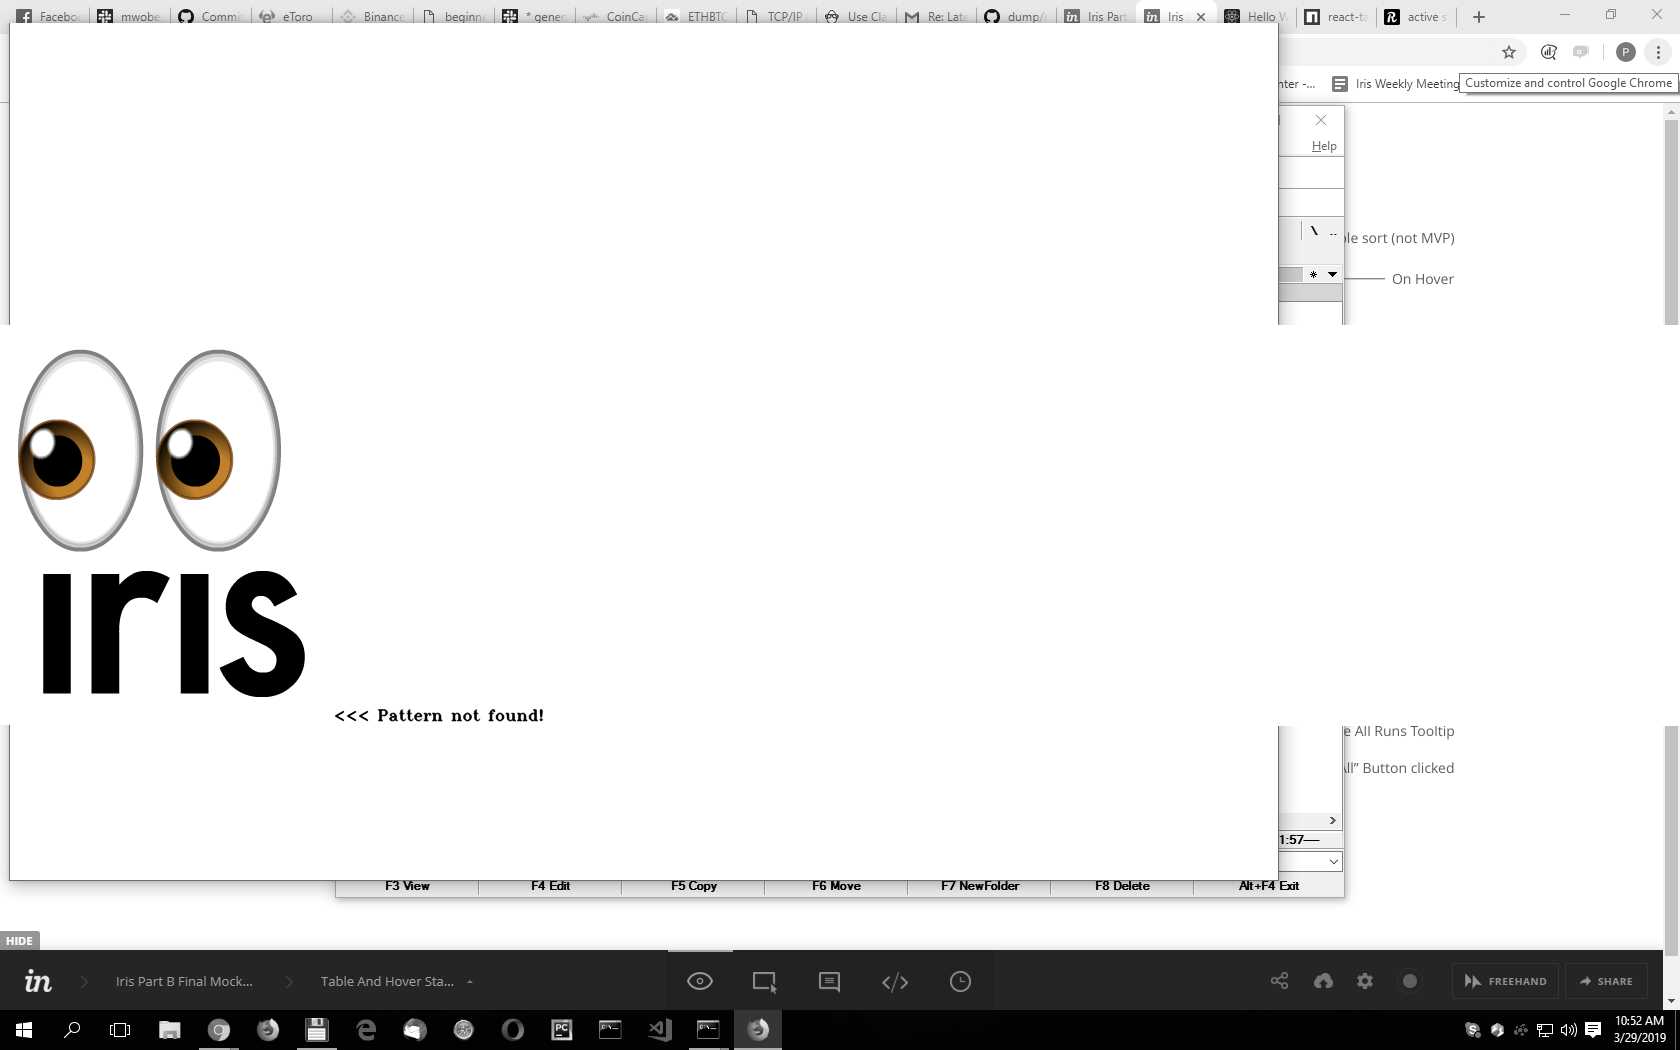 Faceboo
mwobe
Comm
eToro
Binance
beginne
* gener
CoinCa
ETHBTC
TCP/IP
Use Cla
Re: Late
dump/
Iris Part
Iris
Hello W
react-ta
active s
P
nter -...
Iris Weekly Meeting
Customize and control Google Chrome
Help
\ ..
ble sort (not MVP)
* 
On Hover
iris
<<< Pattern not found!
e All Runs Tooltip
All” Button clicked
1:57----
F3 View
F4 Edit
F5 Copy
F6 Move
F7 NewFolder
F8 Delete
Alt+F4 Exit
HIDE
in
Iris Part B Final Mock...
Table And Hover Sta...
FREEHAND
SHARE
10:52 AM
3/29/2019